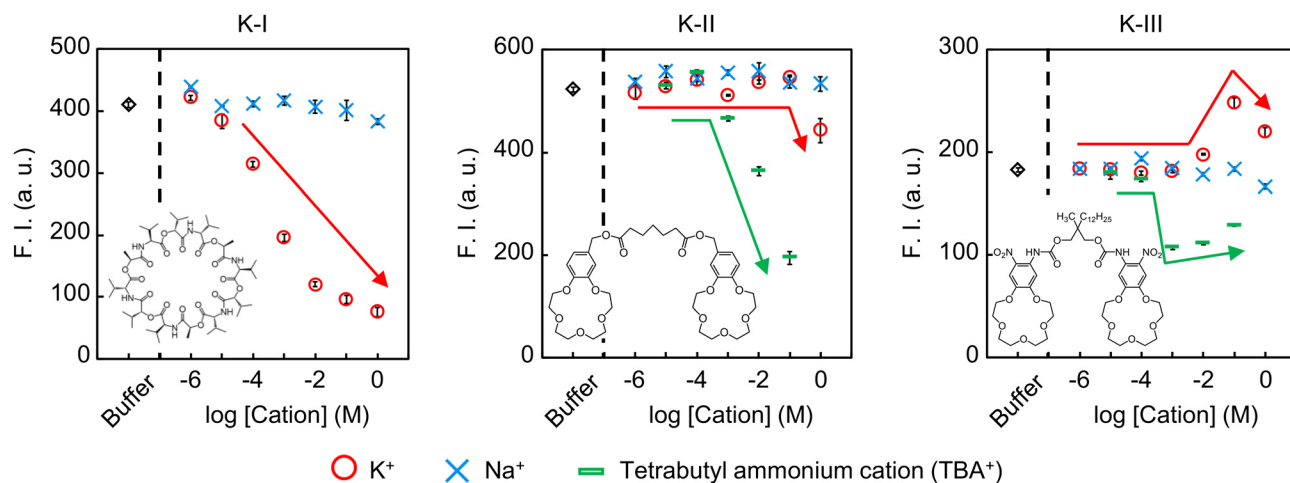 K-I
K-II
K-III
F. I. (a. u.)
500
400
300
200
100
0
Buffer
-6
-4
-2
0
log [Cation] (M)
F. I. (a. u.)
600
400
200
0
Buffer
-6
-4
-2
0
log [Cation] (M)
F. I. (a. u.)
300
200
100
0
Buffer
-6
-4
-2
0
log [Cation] (M)
H₃C C₁₂H₂₅
O₂N NH O O HN NO₂
K⁺ Na⁺ Tetrabutyl ammonium cation (TBA⁺)